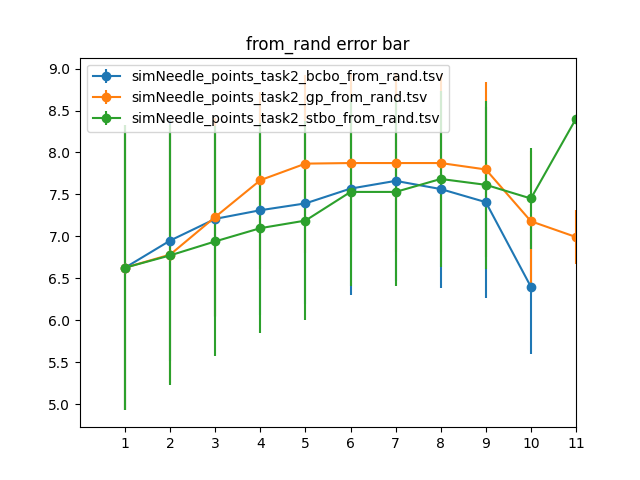 from_rand error bar
simNeedle_points_task2_bcbo_from_rand.tsv
simNeedle_points_task2_gp_from_rand.tsv
simNeedle_points_task2_stbo_from_rand.tsv
9.0
8.5
8.0
7.5
7.0
6.5
6.0
5.5
5.0
1 2 3 4 5 6 7 8 9 10 11